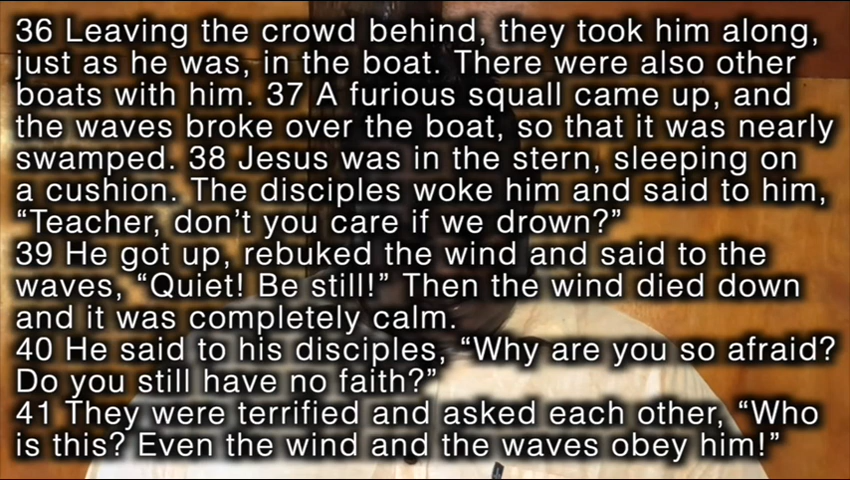 36 Leaving the crowd behind, they took him along,
just as he was, in the boat. There were also other
boats with him. 37 A furious squall came up, and
the waves broke over the boat, so that it was nearly
swamped. 38 Jesus was in the stern, sleeping on
a cushion. The disciples woke him and said to him,
“Teacher, don’t you care if we drown?”
39 He got up, rebuked the wind and said to the
waves, “Quiet! Be still!” Then the wind died down
and it was completely calm.
40 He said to his disciples, “Why are you so afraid?
Do you still have no faith?”
41 They were terrified and asked each other, “Who
is this? Even the wind and the waves obey him!”